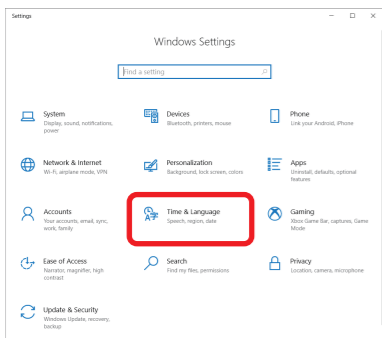 Settings
Windows Settings
Find a setting
System
Display, sound, notifications,
power
Devices
Bluetooth, printers, mouse
Phone
Link your Android, iPhone
Network & Internet
Wi-Fi, airplane mode, VPN
Personalization
Background, lock screen, colors
Apps
Uninstall, defaults, optional
features
Accounts
Your accounts, email, sync,
work, family
Time & Language
Speech, region, date
Gaming
Xbox Game Bar, captures, Game
Mode
Ease of Access
Narrator, magnifier, high
contrast
Search
Find my files, permissions
Privacy
Location, camera, microphone
Update & Security
Windows Update, recovery,
backup